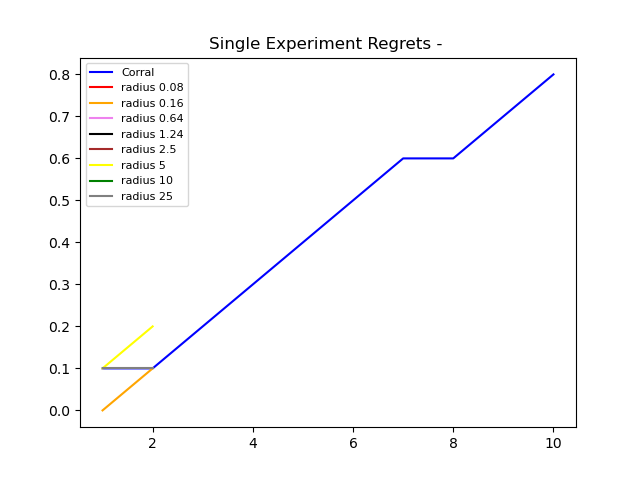 Single Experiment Regrets -
0.8
0.7
0.6
0.5
0.4
0.3
0.2
0.1
0.0
Corral
radius 0.08
radius 0.16
radius 0.64
radius 1.24
radius 2.5
radius 5
radius 10
radius 25
2
4
6
8
10